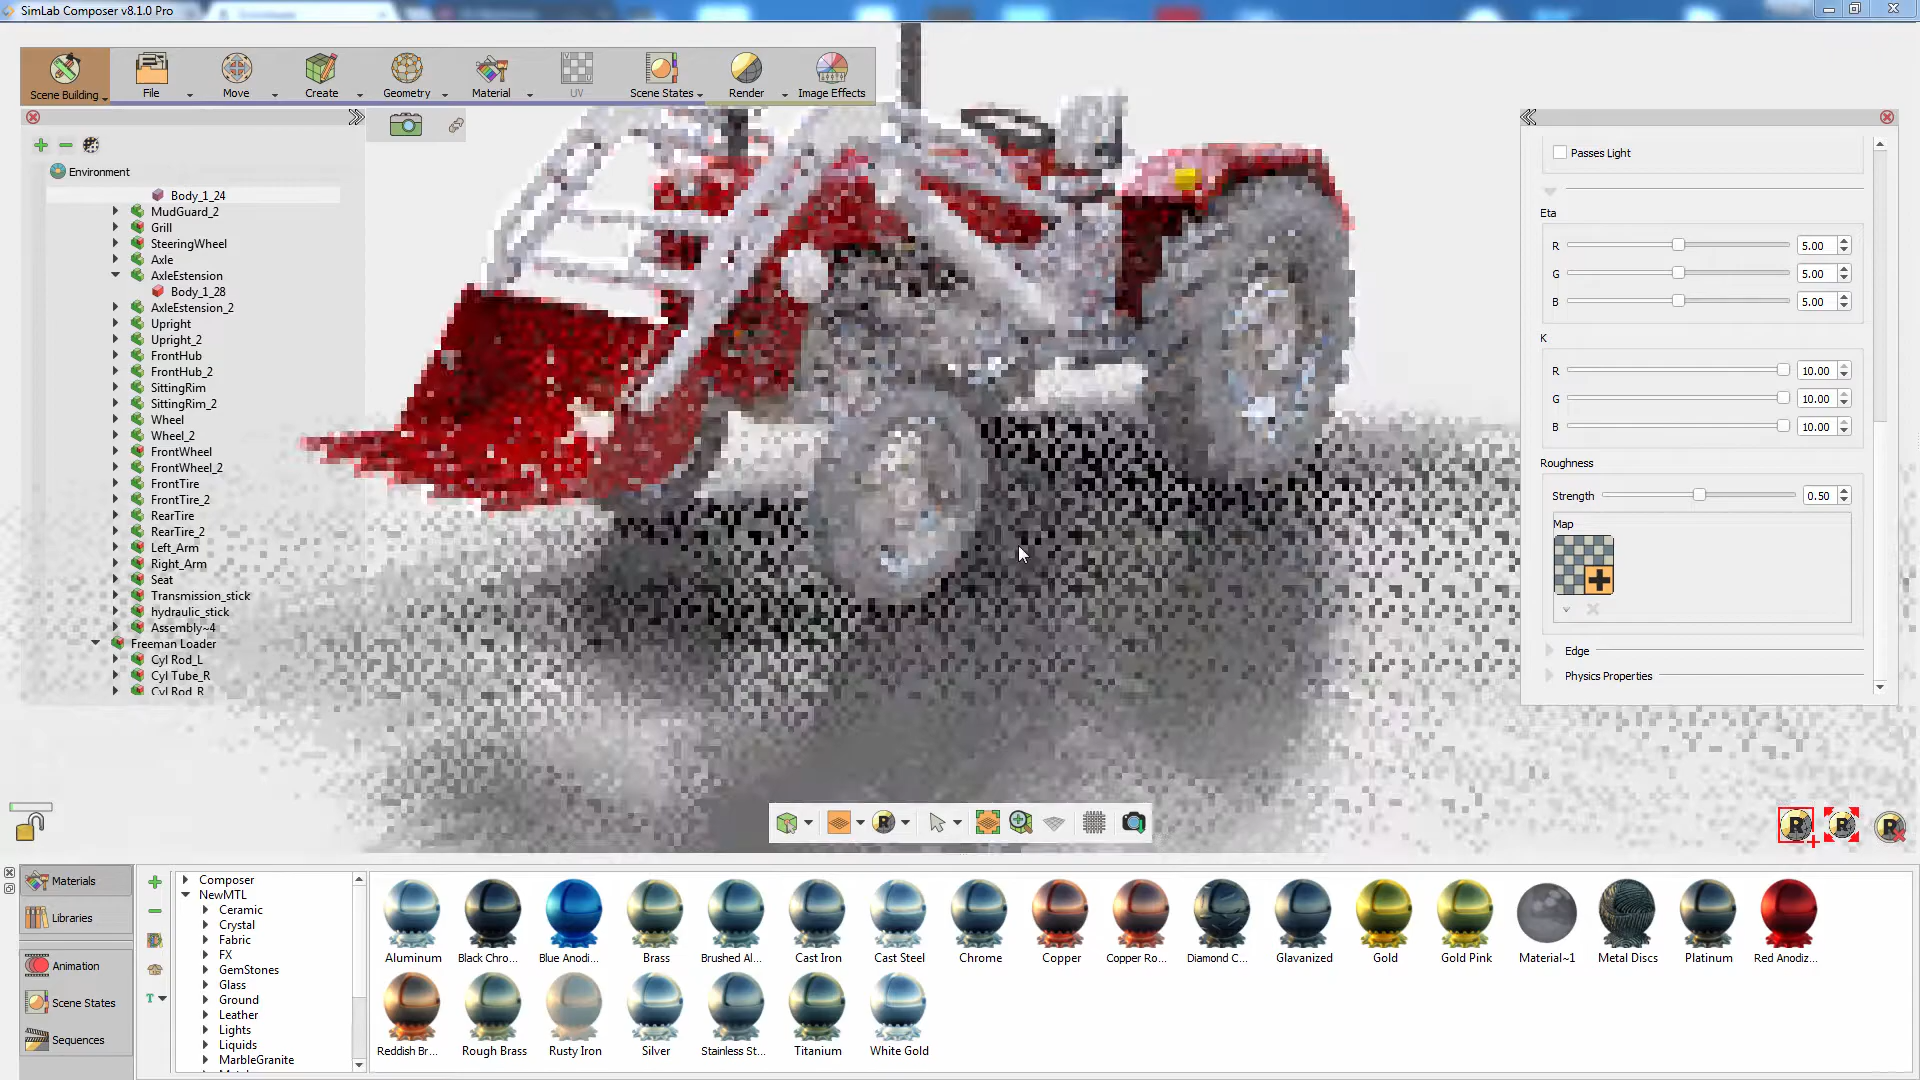 SimLab Composer v8.1.0 Pro
Scene Building
File
Move
Create
Geometry
Material
UV
Scene States
Render
Image Effects
Environment
Body_1_24
MudGuard_2
Grill
SteeringWheel
Axle
AxleEstension
Body_1_28
AxleEstension_2
Upright
Upright_2
FrontHub
FrontHub_2
SittingRim
SittingRim_2
Wheel
Wheel_2
FrontWheel
FrontWheel_2
FrontTire
FrontTire_2
RearTire
RearTire_2
Left_Arm
Right_Arm
Seat
Transmission_stick
hydraulic_stick
Assembly~4
Freeman Loader
Cyl Rod_L
Cyl Tube_R
Cyl Rod_R
Passes Light
Eta
R 5.00
G 5.00
B 5.00
K
R 10.00
G 10.00
B 10.00
Roughness
Strength 0.50
Map
Edge
Physics Properties
Materials
Libraries
Animation
Scene States
Sequences
Composer
NewMTL
Ceramic
Crystal
Fabric
FX
GemStones
Glass
Ground
Leather
Lights
Liquids
MarbleGranite
Aluminum
Black Chro...
Blue Anodi...
Brass
Brushed Al...
Cast Iron
Cast Steel
Chrome
Copper
Copper Ro...
Diamond C...
Glavanized
Gold
Gold Pink
Material~1
Metal Discs
Platinum
Red Anodiz...
Reddish Br...
Rough Brass
Rusty Iron
Silver
Stainless St...
Titanium
White Gold